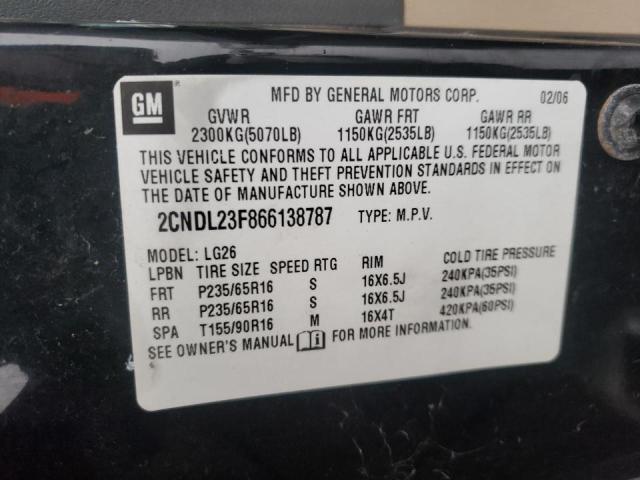 GM
MFD BY GENERAL MOTORS CORP. 02/06
GVWR GAWR FRT GAWR RR
2300KG(5070LB) 1150KG(2535LB) 1150KG(2535LB)
THIS VEHICLE CONFORMS TO ALL APPLICABLE U.S. FEDERAL MOTOR
VEHICLE SAFETY AND THEFT PREVENTION STANDARDS IN EFFECT ON
THE DATE OF MANUFACTURE SHOWN ABOVE.
2CNDL23F866138787 TYPE: M.P.V.
MODEL: LG26
LPBN TIRE SIZE SPEED RTG RIM COLD TIRE PRESSURE
FRT P235/65R16 S 16X6.5J 240KPA(35PSI)
RR P235/65R16 S 16X6.5J 240KPA(35PSI)
SPA T155/90R16 M 16X4T 420KPA(60PSI)
SEE OWNER'S MANUAL i FOR MORE INFORMATION.